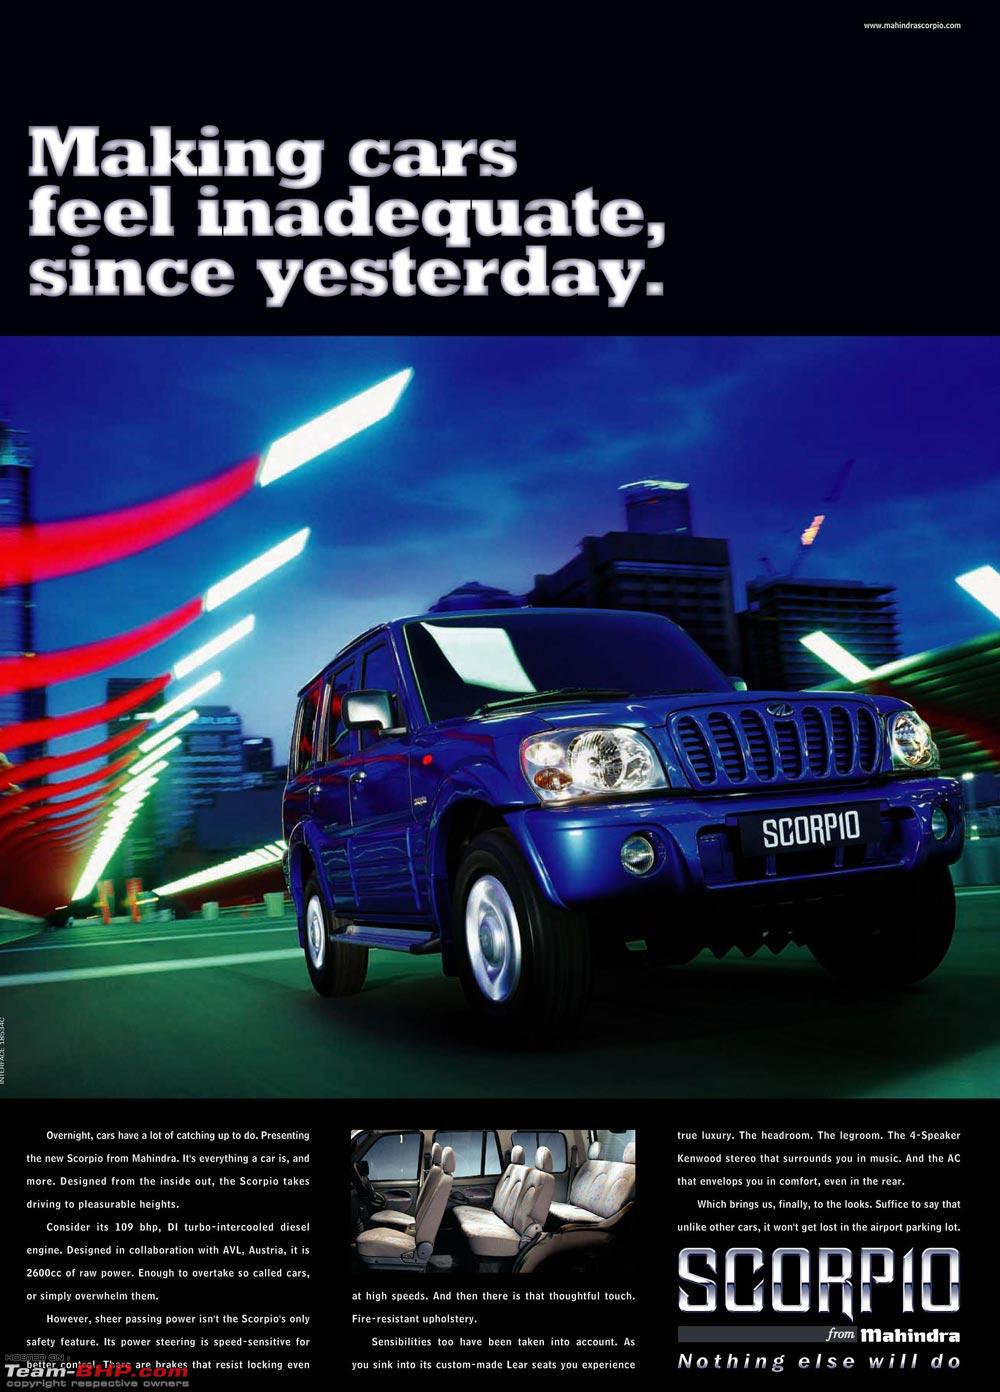 www.mahindrascorpio.com
Making cars
feel inadequate,
since yesterday.
SCORPIO
INTERFACE 18534C
Overnight, cars have a lot of catching up to do. Presenting
the new Scorpio from Mahindra. It's everything a car is, and
more. Designed from the inside out, the Scorpio takes
driving to pleasurable heights.
Consider its 109 bhp, DI turbo-intercooled diesel
engine. Designed in collaboration with AVL, Austria, it is
2600cc of raw power. Enough to overtake so called cars,
or simply overwhelm them.
However, sheer passing power isn't the Scorpio's only
safety feature. Its power steering is speed-sensitive for
better control. There are brakes that resist locking even
at high speeds. And then there is that thoughtful touch.
Fire-resistant upholstery.
Sensibilities too have been taken into account. As
you sink into its custom-made Lear seats you experience
true luxury. The headroom. The legroom. The 4-Speaker
Kenwood stereo that surrounds you in music. And the AC
that envelops you in comfort, even in the rear.
Which brings us, finally, to the looks. Suffice to say that
unlike other cars, it won't get lost in the airport parking lot.
SCORPIO
from Mahindra
Nothing else will do
HOSTED ON :
Team-BHP.com
copyright respective owners